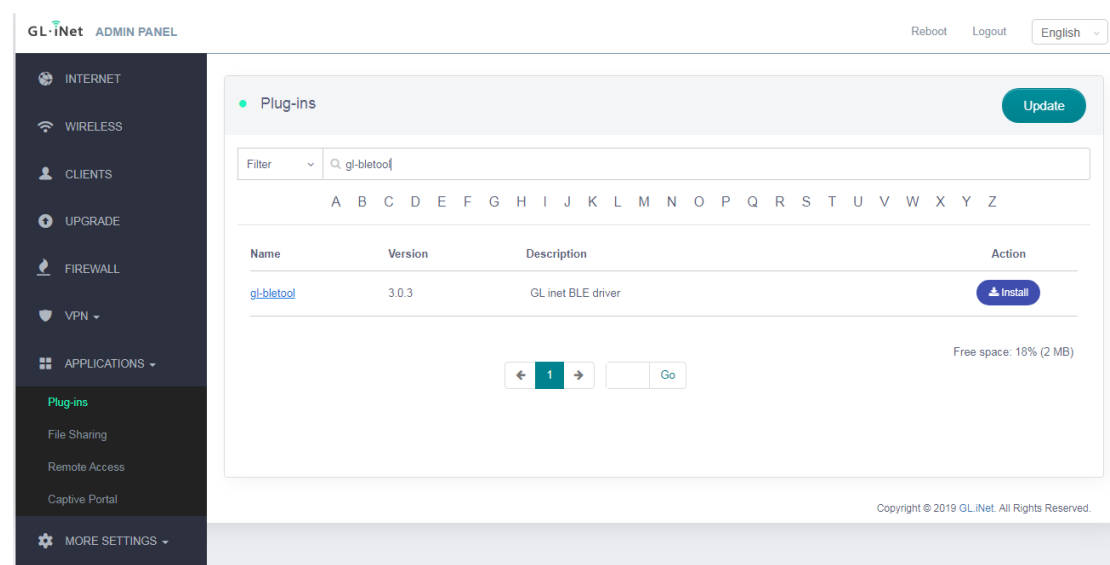 GL·iNet ADMIN PANEL
Reboot Logout English
INTERNET
WIRELESS
CLIENTS
UPGRADE
FIREWALL
VPN
APPLICATIONS
Plug-ins
File Sharing
Remote Access
Captive Portal
MORE SETTINGS
Plug-ins
Update
Filter gl-bletool
A B C D E F G H I J K L M N O P Q R S T U V W X Y Z
Name Version Description Action
gl-bletool 3.0.3 GL inet BLE driver Install
Free space: 18% (2 MB)
1 Go
Copyright © 2019 GL.iNet. All Rights Reserved.